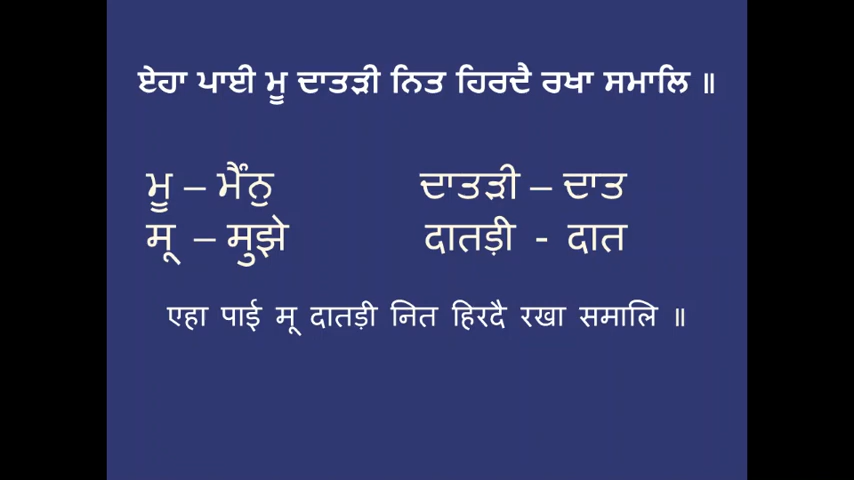 ਏਹਾ ਪਾਈ ਮੂ ਦਾਤੜੀ ਨਿਤ ਹਿਰਦੈ ਰਖਾ ਸਮਾਲਿ ॥
ਮੂ – ਮੈਂਨੁ ਦਾਤੜੀ – ਦਾਤ
ਮੂ – मुझे दातड़ी - दात
एहा पाई मू दातड़ी नित हिरदै रखा समालि ॥